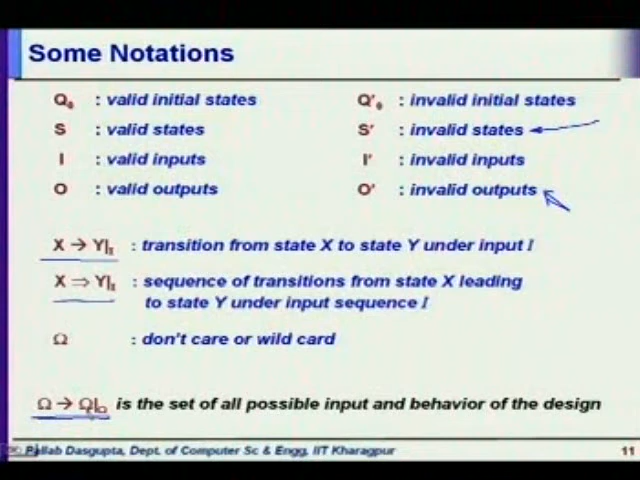 Some Notations
Q₀ : valid initial states Q'₀ : invalid initial states
S : valid states S' : invalid states
I : valid inputs I' : invalid inputs
O : valid outputs O' : invalid outputs
X → Y|I : transition from state X to state Y under input I
X ⇒ Y|I : sequence of transitions from state X leading
to state Y under input sequence I
Ω : don't care or wild card
Ω → Ω|Ω is the set of all possible input and behavior of the design
Pallab Dasgupta, Dept. of Computer Sc & Engg, IIT Kharagpur 11